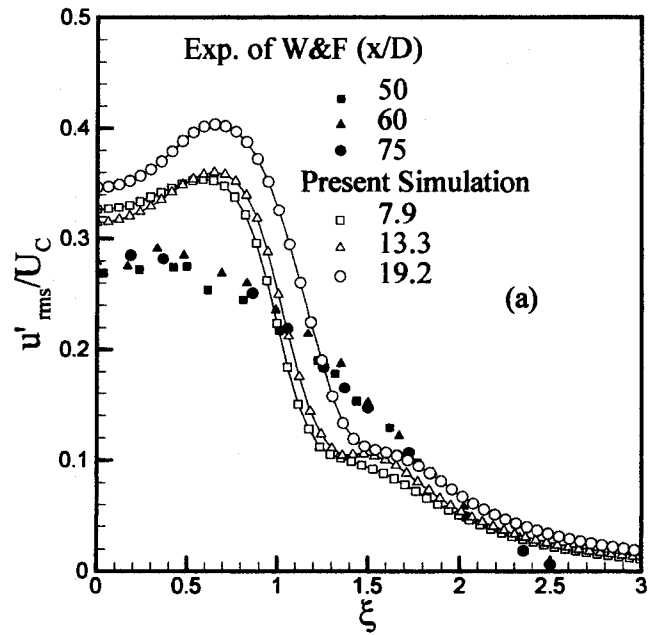 Exp. of W&F (x/D)
50
60
75
Present Simulation
7.9
13.3
19.2
(a)
u'rms/UC
0.5
0.4
0.3
0.2
0.1
0
0 0.5 1 1.5 2 2.5 3
ξ